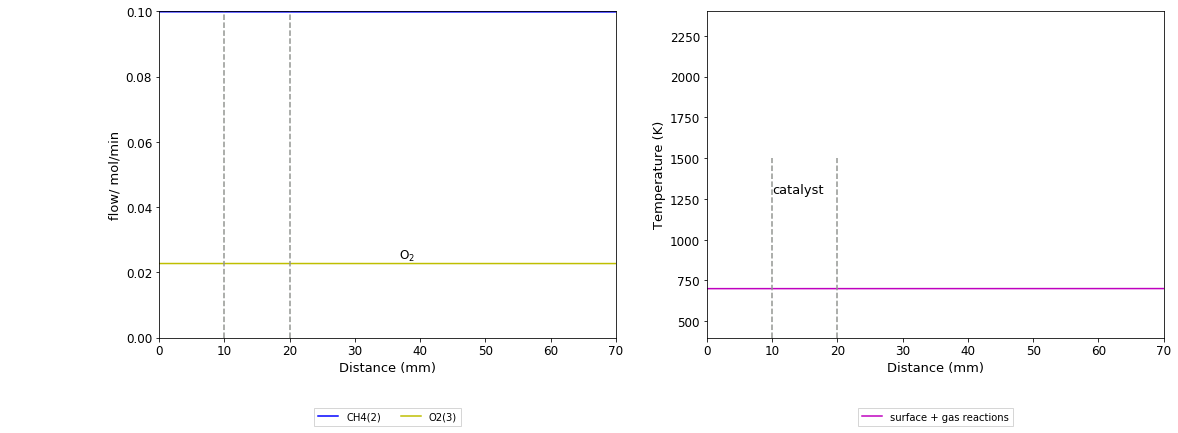 0.10
0.08
0.06
0.04
0.02
0.00
flow/ mol/min
O₂
0 10 20 30 40 50 60 70
Distance (mm)
CH4(2) O2(3)
2250
2000
1750
1500
1250
1000
750
500
Temperature (K)
catalyst
0 10 20 30 40 50 60 70
Distance (mm)
surface + gas reactions